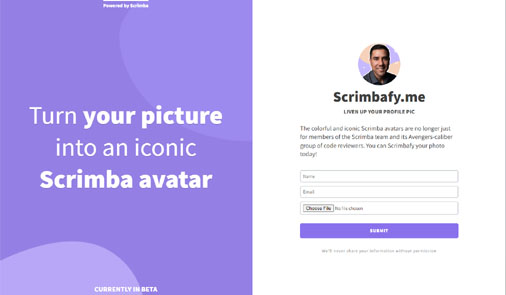 Powered by Scrimba
Turn your picture
into an iconic
Scrimba avatar
CURRENTLY IN BETA
Scrimbafy.me
LIVEN UP YOUR PROFILE PIC
The colorful and iconic Scrimba avatars are no longer just
for members of the Scrimba team and its Avengers-caliber
group of code reviewers. You can Scrimbafy your photo
today!
Name
Email
Choose File No file chosen
SUBMIT
We'll never share your information without permission